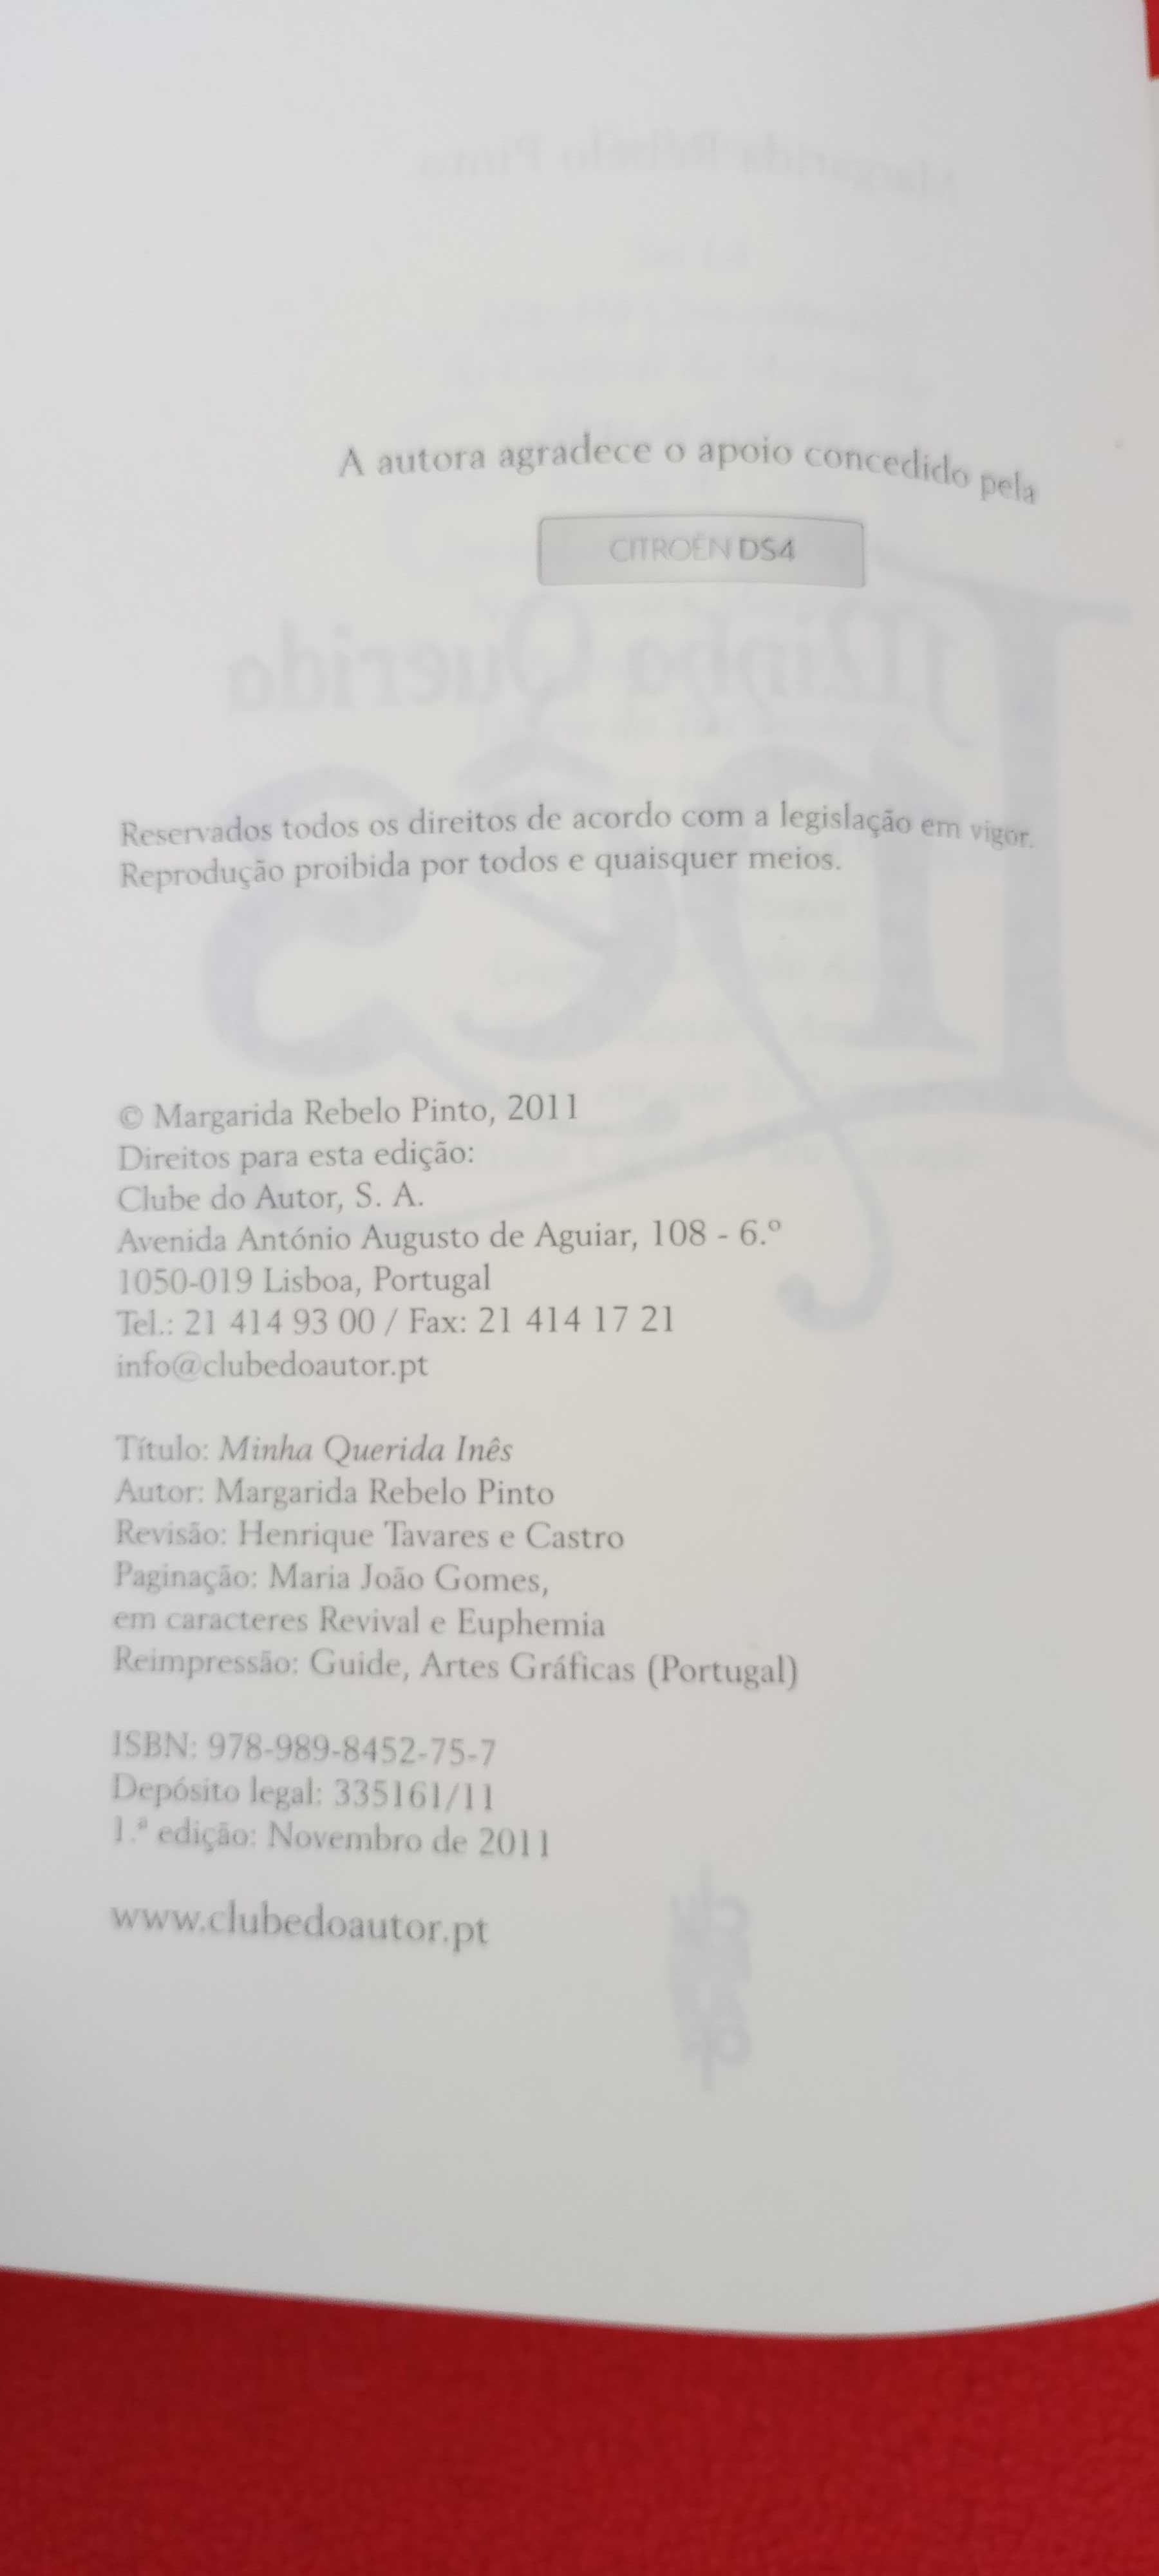 A autora agradece o apoio concedido pela
CITROËN DS4
Reservados todos os direitos de acordo com a legislação em vigor.
Reprodução proibida por todos e quaisquer meios.
© Margarida Rebelo Pinto, 2011
Direitos para esta edição:
Clube do Autor, S. A.
Avenida António Augusto de Aguiar, 108 - 6.º
1050-019 Lisboa, Portugal
Tel.: 21 414 93 00 / Fax: 21 414 17 21
info@clubedoautor.pt
Título: Minha Querida Inês
Autor: Margarida Rebelo Pinto
Revisão: Henrique Tavares e Castro
Paginação: Maria João Gomes,
em caracteres Revival e Euphemia
Reimpressão: Guide, Artes Gráficas (Portugal)
ISBN: 978-989-8452-75-7
Depósito legal: 335161/11
1.ª edição: Novembro de 2011
www.clubedoautor.pt